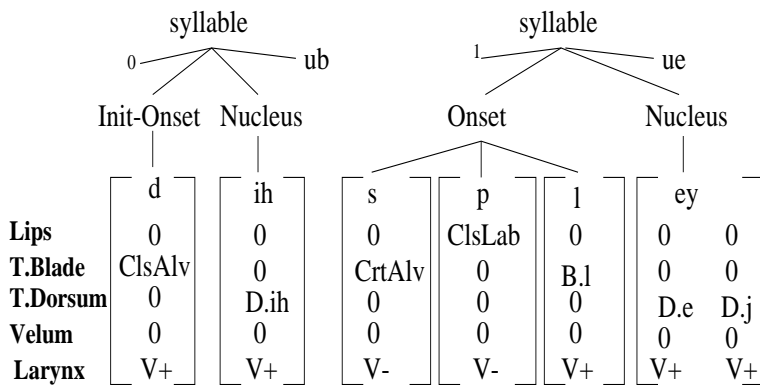 syllable syllable
0 ub 1 ue
Init-Onset Nucleus Onset Nucleus
d ih s p l ey
Lips 0 0 0 ClsLab 0 0 0
T.Blade ClsAlv 0 CrtAlv 0 B.l 0 0
T.Dorsum 0 D.ih 0 0 0 D.e D.j
Velum 0 0 0 0 0 0 0
Larynx V+ V+ V- V- V+ V+ V+